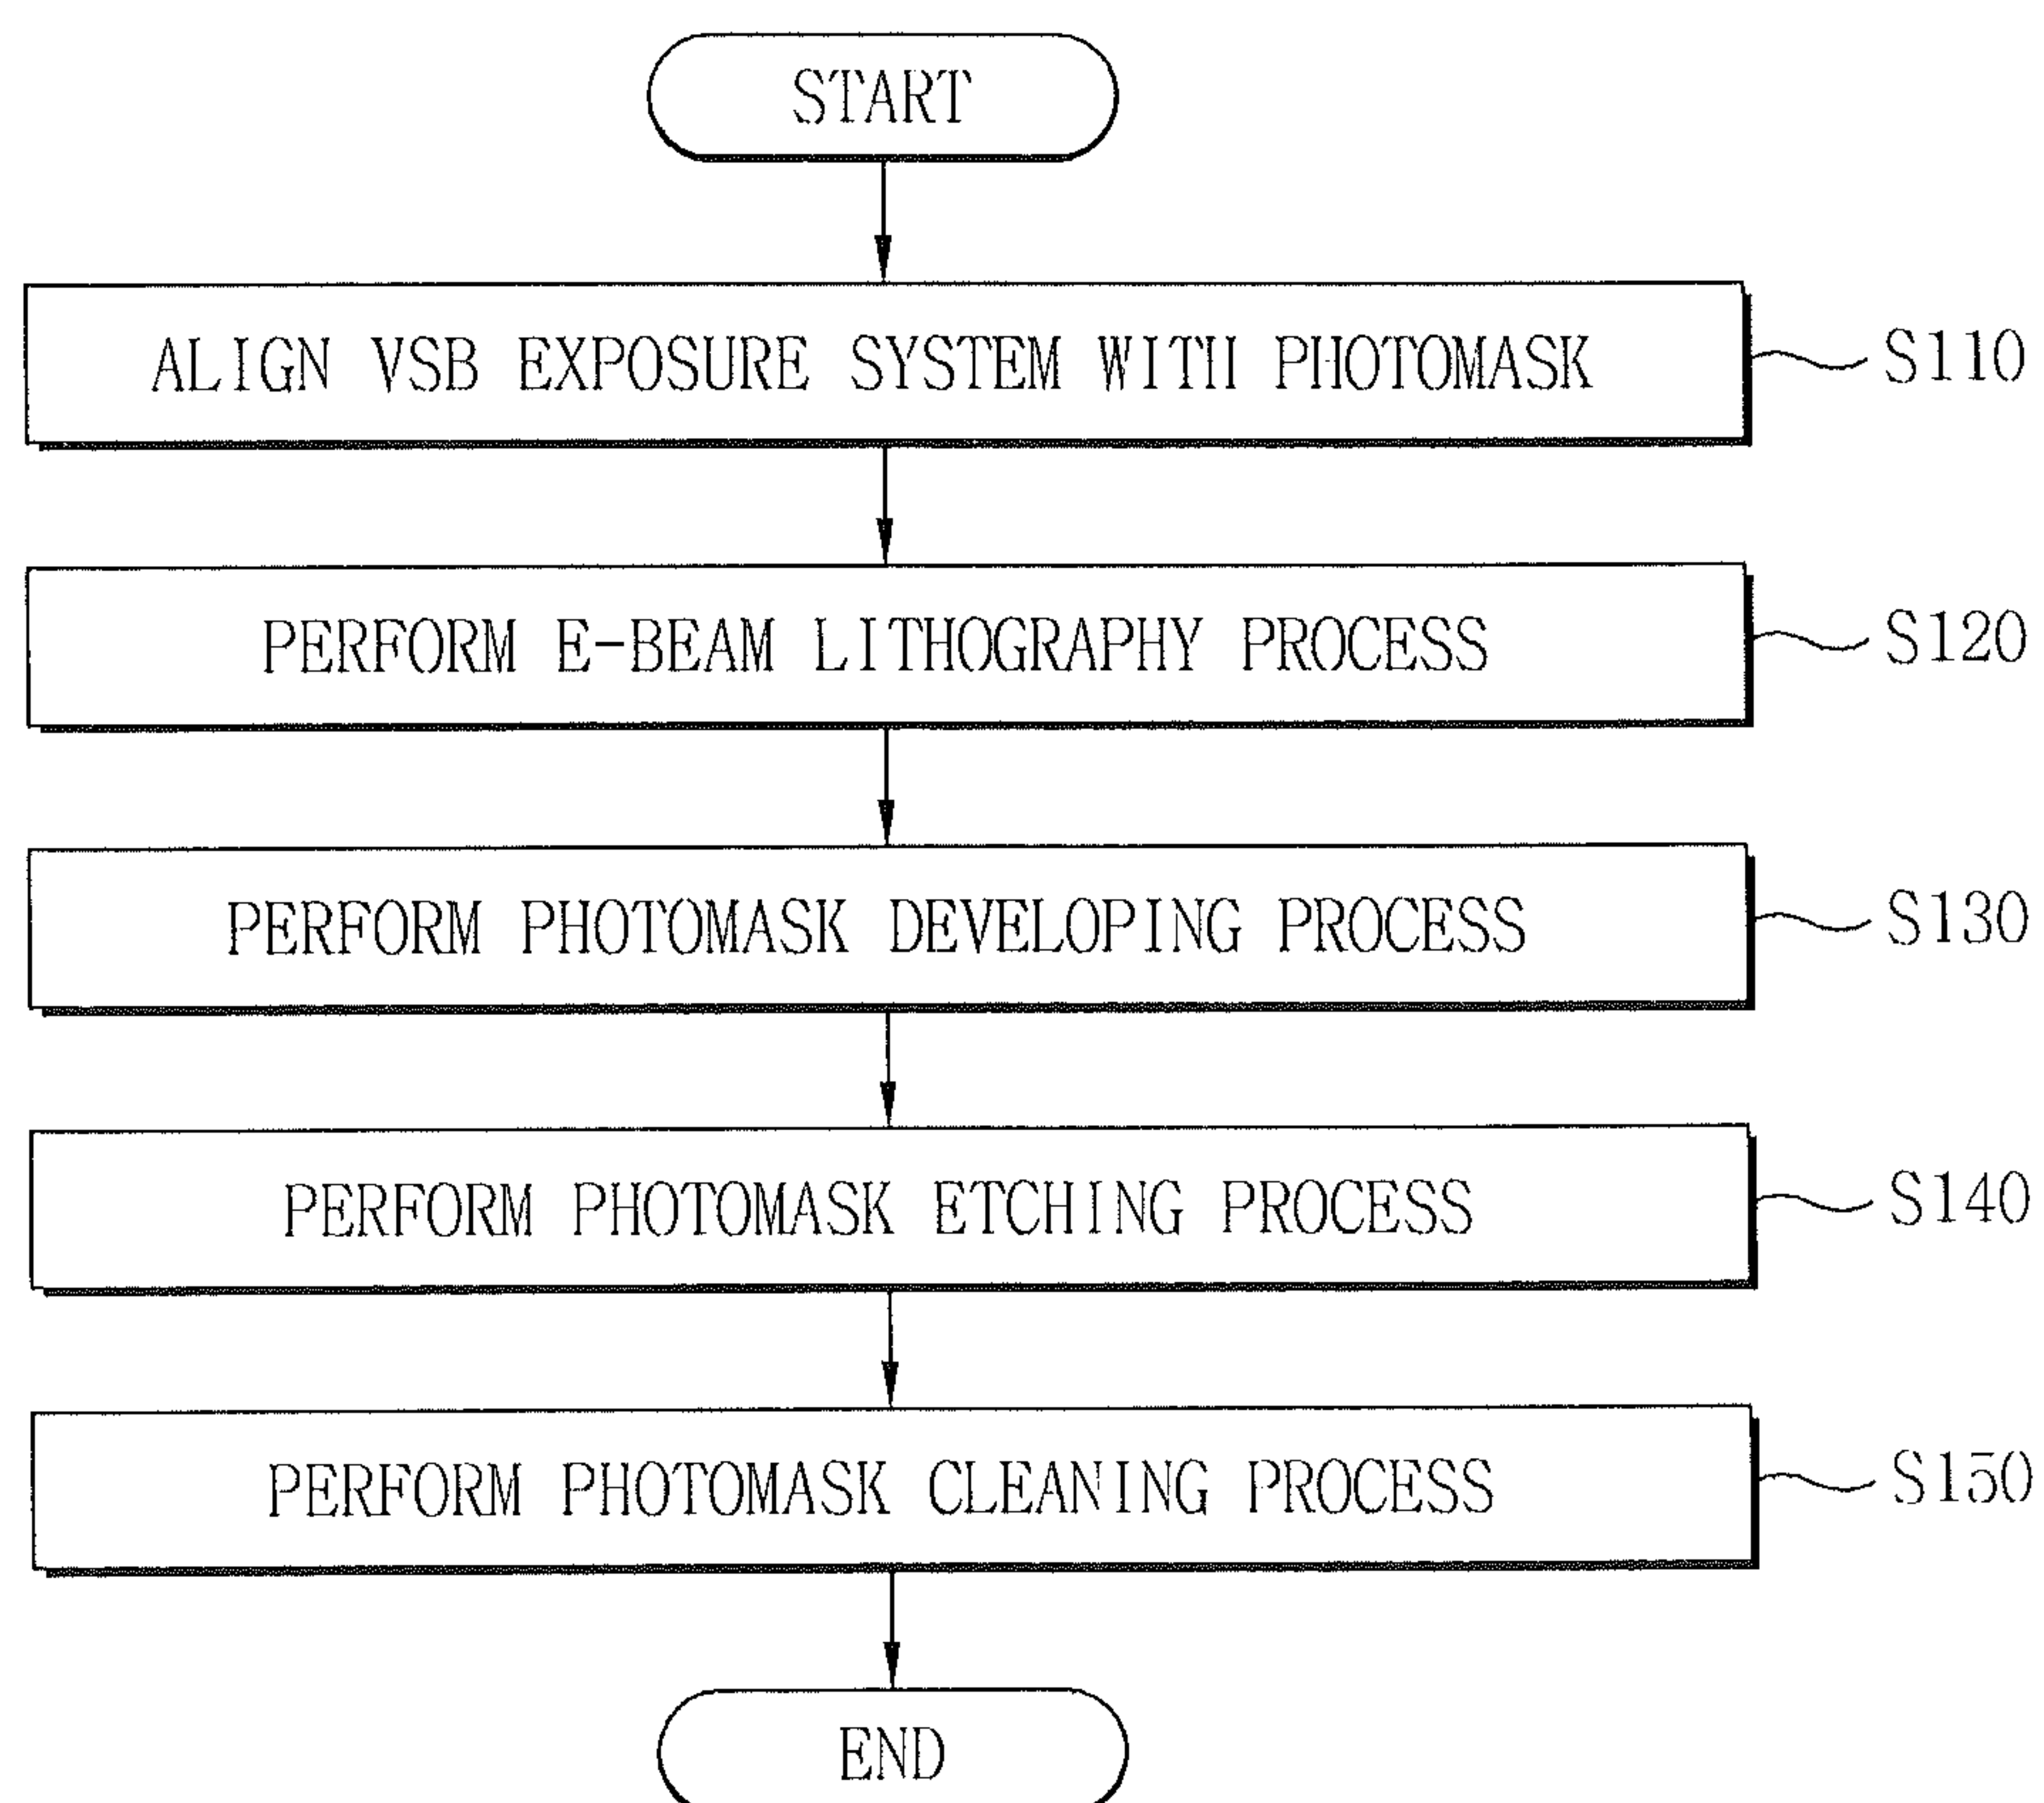 START
ALIGN VSB EXPOSURE SYSTEM WITH PHOTOMASK
S110
PERFORM E-BEAM LITHOGRAPHY PROCESS
S120
PERFORM PHOTOMASK DEVELOPING PROCESS
S130
PERFORM PHOTOMASK ETCHING PROCESS
S140
PERFORM PHOTOMASK CLEANING PROCESS
S150
END